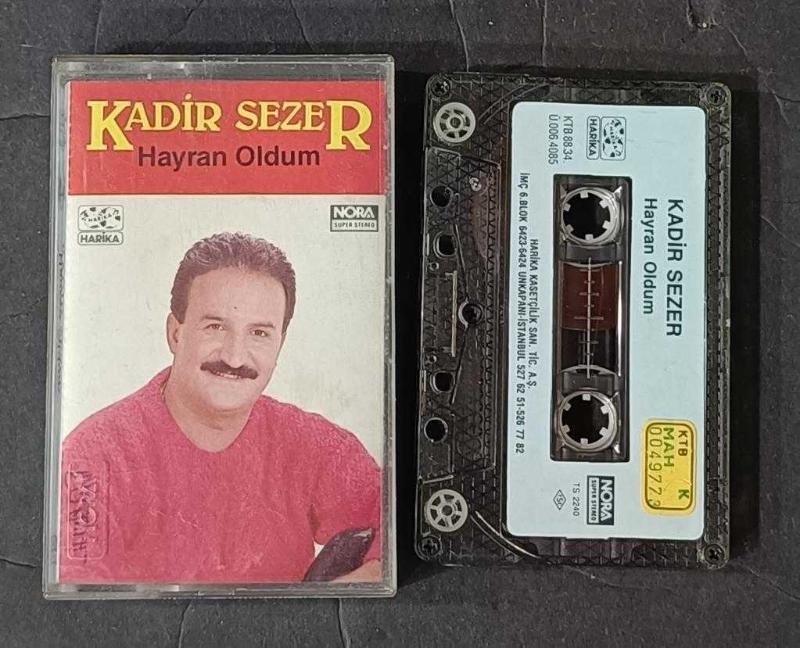 KADİR SEZER
Hayran Oldum
HARİKA
NORA
SUPER STEREO
KADİR SEZER
Hayran Oldum
HARİKA
KTB.88.34.
Ü.006.4085
HARİKA KASETÇİLİK SAN. TİC. A.Ş.
İMÇ 6.BLOK 6423-6424 UNKAPANI-İSTANBUL 527 62 51-526 77 82
NORA
SUPER STEREO
TS 2240
KTB K
MAH